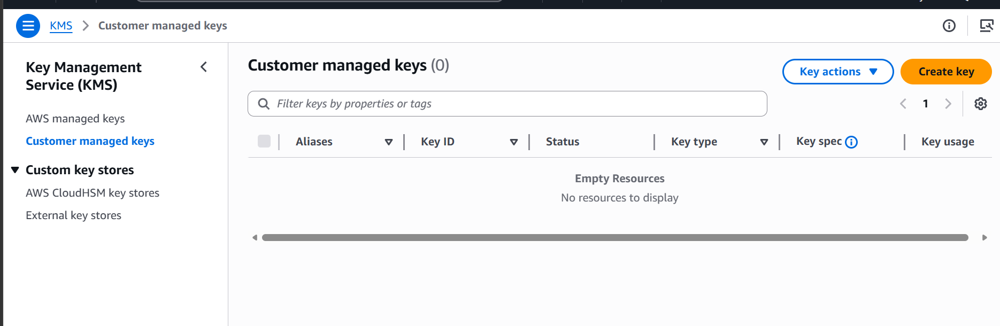 KMS > Customer managed keys
Key Management
Service (KMS)
AWS managed keys
Customer managed keys
Custom key stores
AWS CloudHSM key stores
External key stores
Customer managed keys (0)
Key actions
Create key
Filter keys by properties or tags
1
Aliases Key ID Status Key type Key spec Key usage
Empty Resources
No resources to display